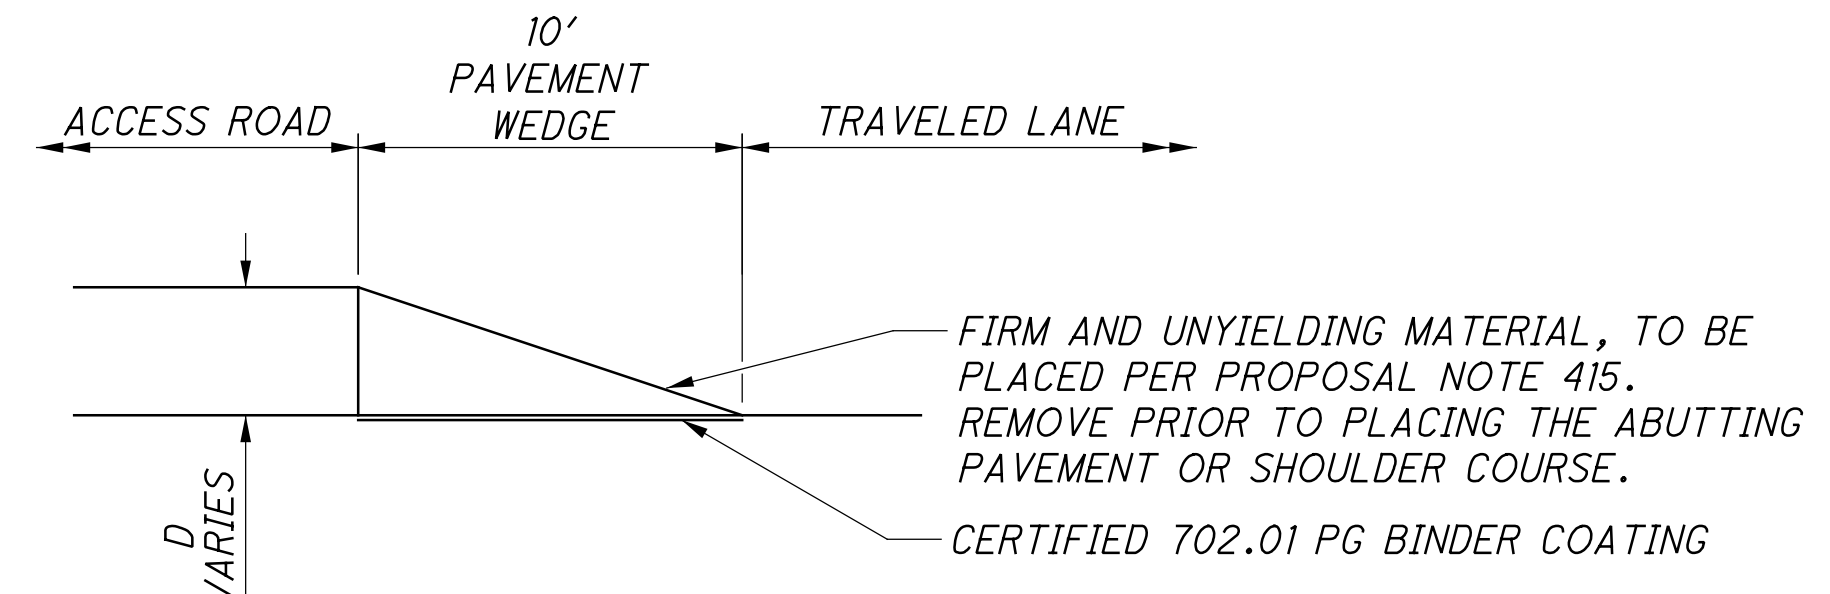 10'
PAVEMENT
WEDGE
ACCESS ROAD
TRAVELED LANE
FIRM AND UNYIELDING MATERIAL, TO BE
PLACED PER PROPOSAL NOTE 415.
REMOVE PRIOR TO PLACING THE ABUTTING
PAVEMENT OR SHOULDER COURSE.
CERTIFIED 702.01 PG BINDER COATING
D
VARIES